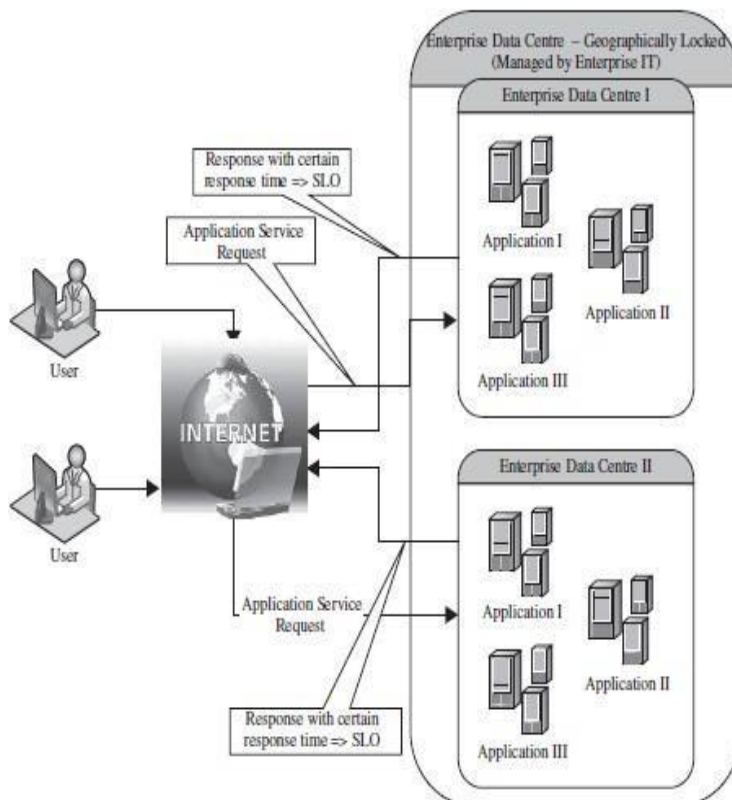 Enterprise Data Centre – Geographically Locked
(Managed by Enterprise IT)
Enterprise Data Centre I
Response with certain
response time => SLO
Application Service
Request
Application I
Application II
Application III
User
INTERNET
User
Enterprise Data Centre II
Application I
Application II
Application III
Application Service
Request
Response with certain
response time => SLO